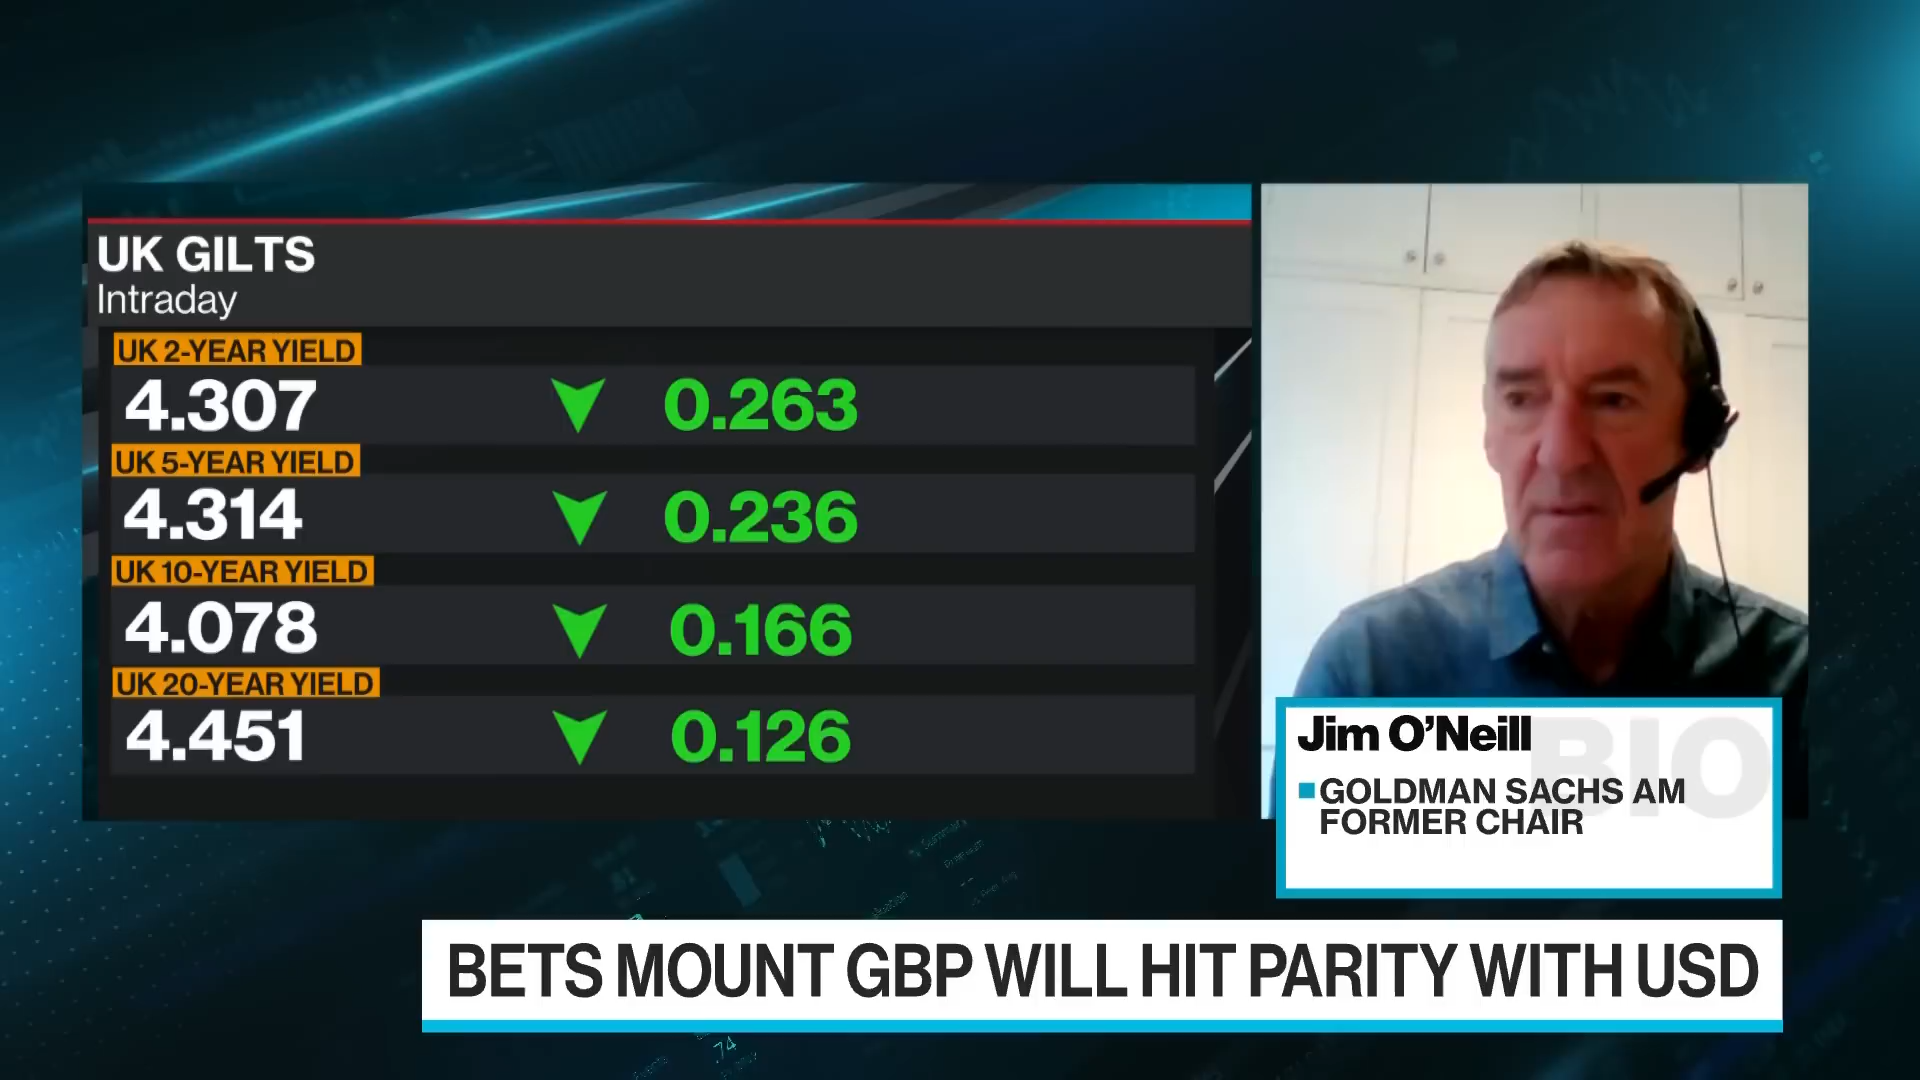 UK GILTS
Intraday
UK 2-YEAR YIELD
4.307 0.263
UK 5-YEAR YIELD
4.314 0.236
UK 10-YEAR YIELD
4.078 0.166
UK 20-YEAR YIELD
4.451 0.126
Jim O'Neill
BIO
GOLDMAN SACHS AM
FORMER CHAIR
BETS MOUNT GBP WILL HIT PARITY WITH USD